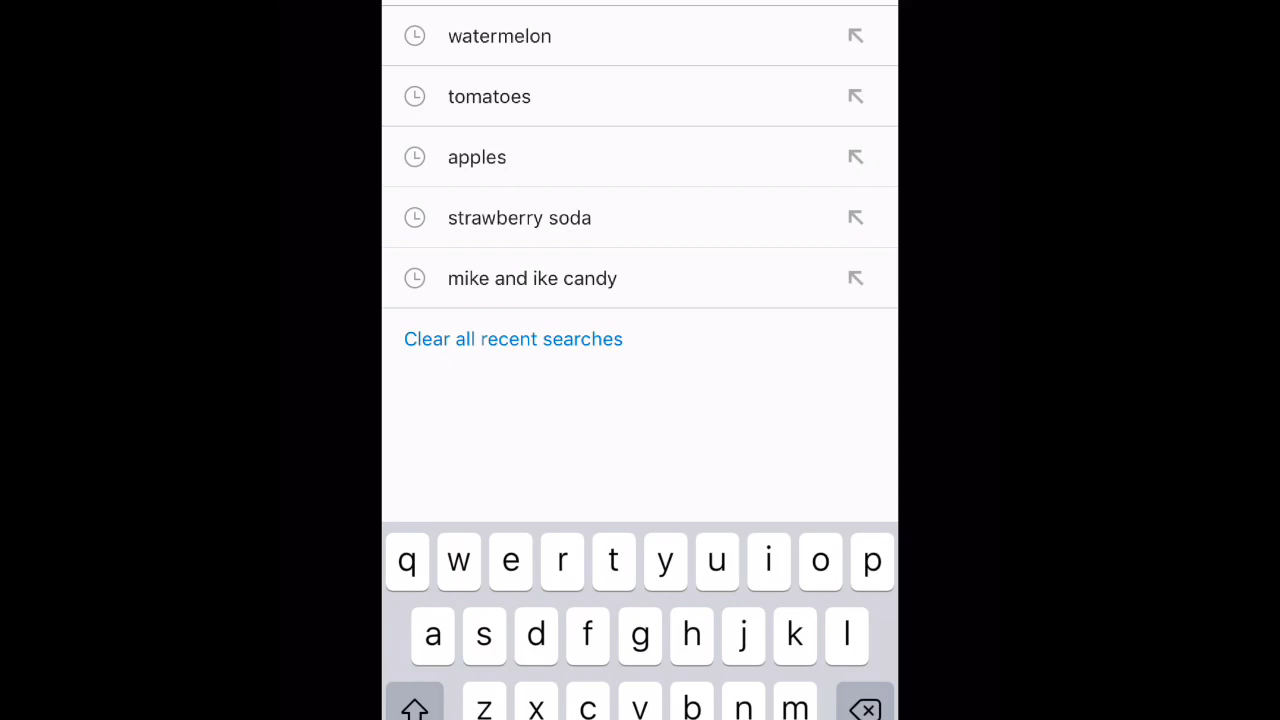 watermelon
tomatoes
apples
strawberry soda
mike and ike candy
Clear all recent searches
q w e r t y u i o p
a s d f g h j k l
z x c v b n m